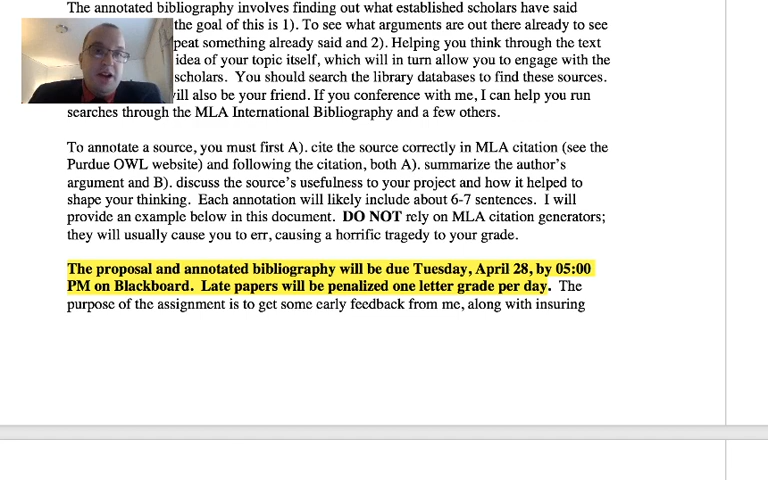 The annotated bibliography involves finding out what established scholars have said
the goal of this is 1). To see what arguments are out there already to see
peat something already said and 2). Helping you think through the text
idea of your topic itself, which will in turn allow you to engage with the
scholars. You should search the library databases to find these sources.
ill also be your friend. If you conference with me, I can help you run
searches through the MLA International Bibliography and a few others.
To annotate a source, you must first A). cite the source correctly in MLA citation (see the
Purdue OWL website) and following the citation, both A). summarize the author's
argument and B). discuss the source's usefulness to your project and how it helped to
shape your thinking. Each annotation will likely include about 6-7 sentences. I will
provide an example below in this document. DO NOT rely on MLA citation generators;
they will usually cause you to err, causing a horrific tragedy to your grade.
The proposal and annotated bibliography will be due Tuesday, April 28, by 05:00
PM on Blackboard. Late papers will be penalized one letter grade per day. The
purpose of the assignment is to get some early feedback from me, along with insuring